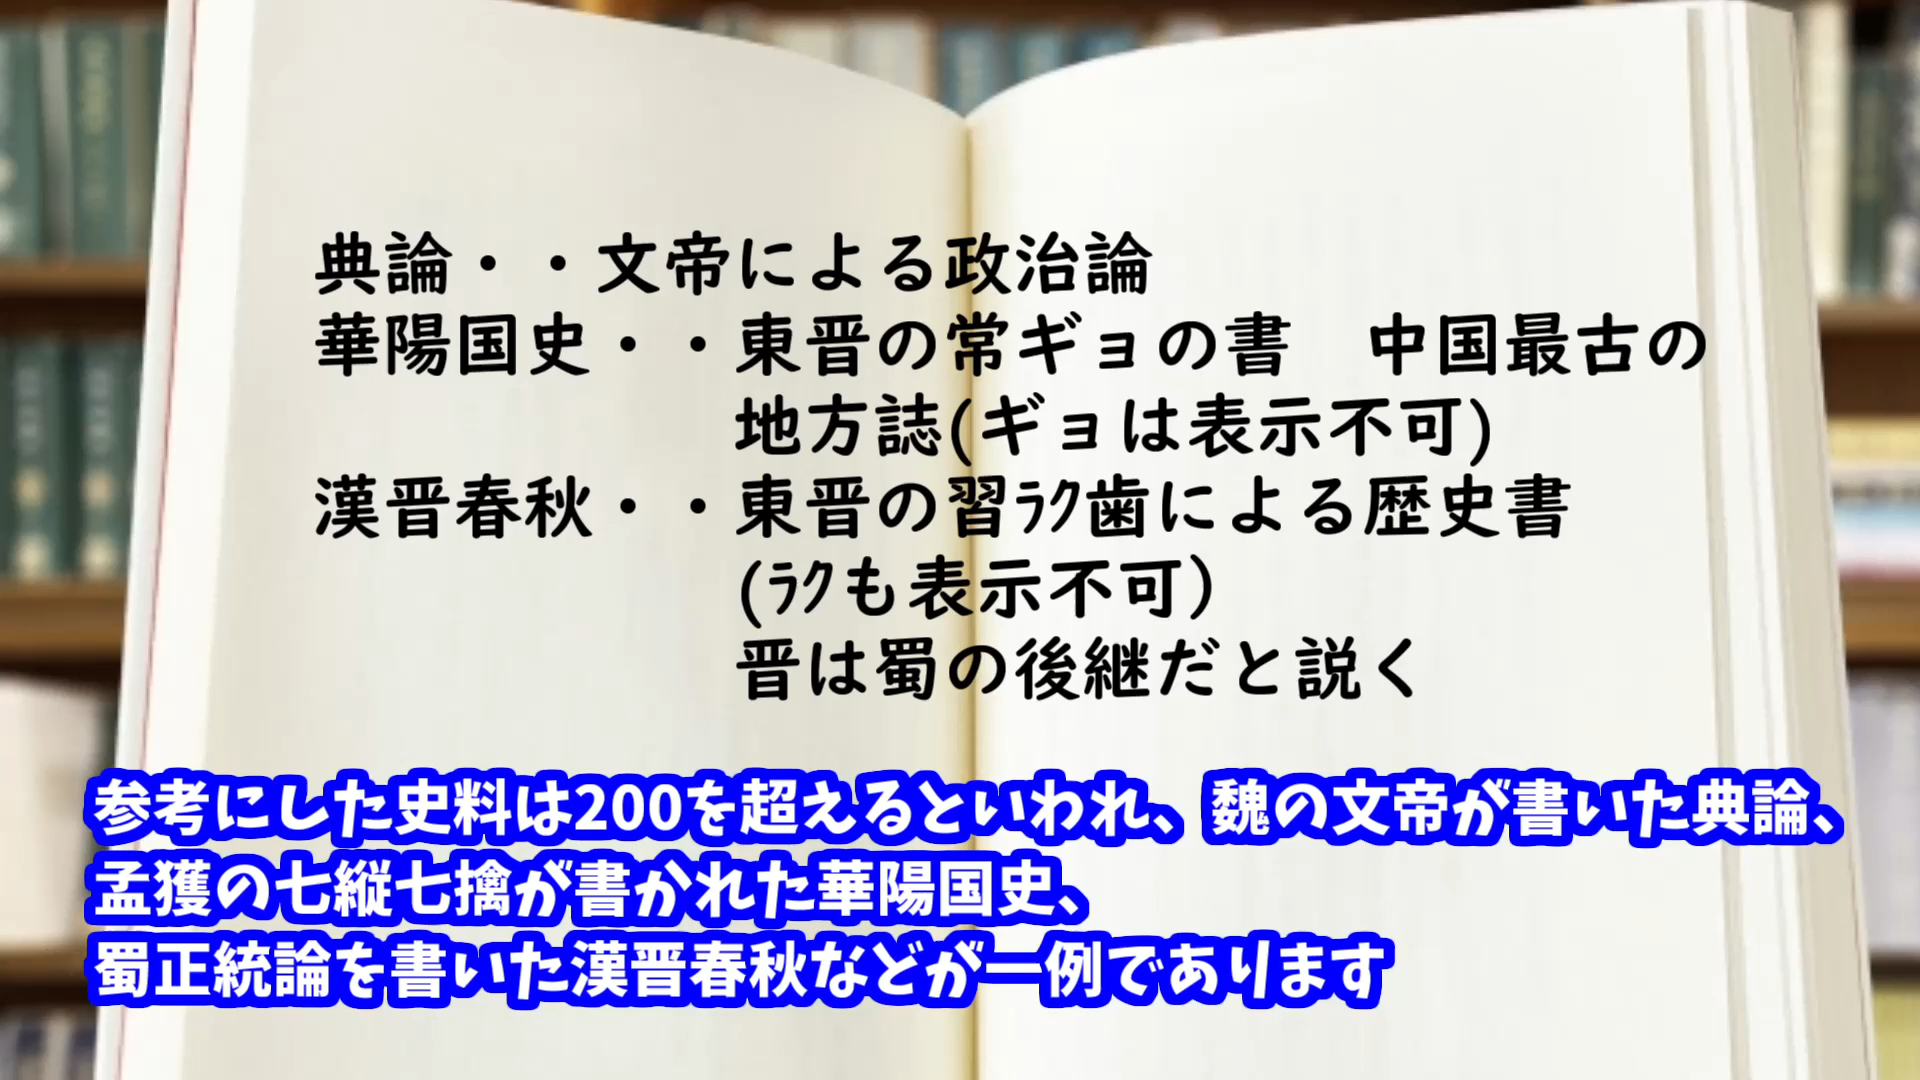 典論・・文帝による政治論
華陽国史・・東晋の常ギョの書　中国最古の
地方誌(ギョは表示不可)
漢晋春秋・・東晋の習ﾗｸ歯による歴史書
(ﾗｸも表示不可）
晋は蜀の後継だと説く
参考にした史料は200を超えるといわれ、魏の文帝が書いた典論、
孟獲の七縦七擒が書かれた華陽国史、
蜀正統論を書いた漢晋春秋などが一例であります